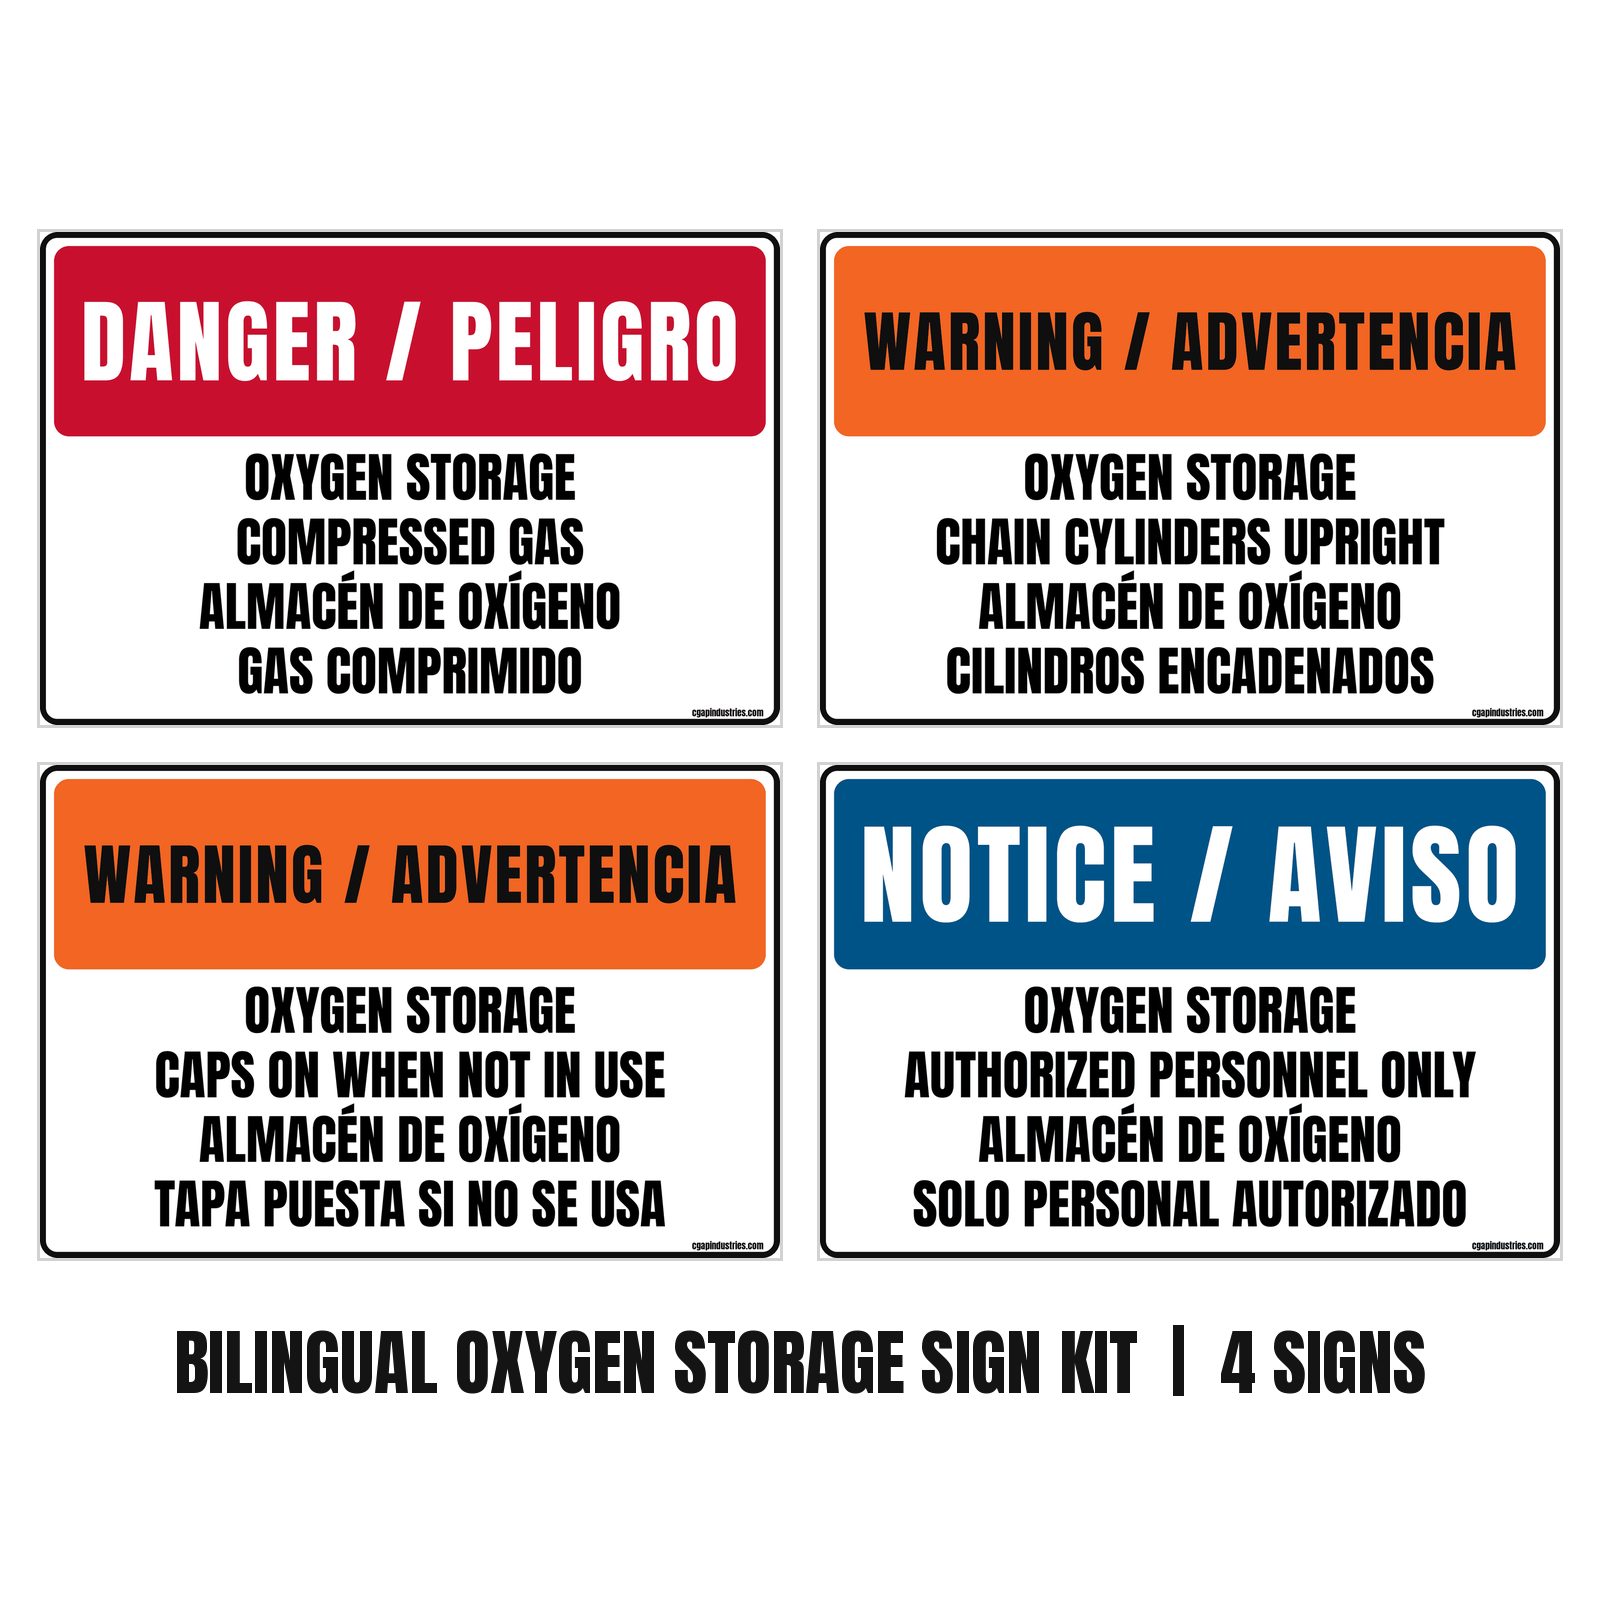 DANGER / PELIGRO
OXYGEN STORAGE
COMPRESSED GAS
ALMACÉN DE OXÍGENO
GAS COMPRIMIDO
cgapindustries.com
WARNING / ADVERTENCIA
OXYGEN STORAGE
CHAIN CYLINDERS UPRIGHT
ALMACÉN DE OXÍGENO
CILINDROS ENCADENADOS
cgapindustries.com
WARNING / ADVERTENCIA
OXYGEN STORAGE
CAPS ON WHEN NOT IN USE
ALMACÉN DE OXÍGENO
TAPA PUESTA SI NO SE USA
cgapindustries.com
NOTICE / AVISO
OXYGEN STORAGE
AUTHORIZED PERSONNEL ONLY
ALMACÉN DE OXÍGENO
SOLO PERSONAL AUTORIZADO
cgapindustries.com
BILINGUAL OXYGEN STORAGE SIGN KIT | 4 SIGNS